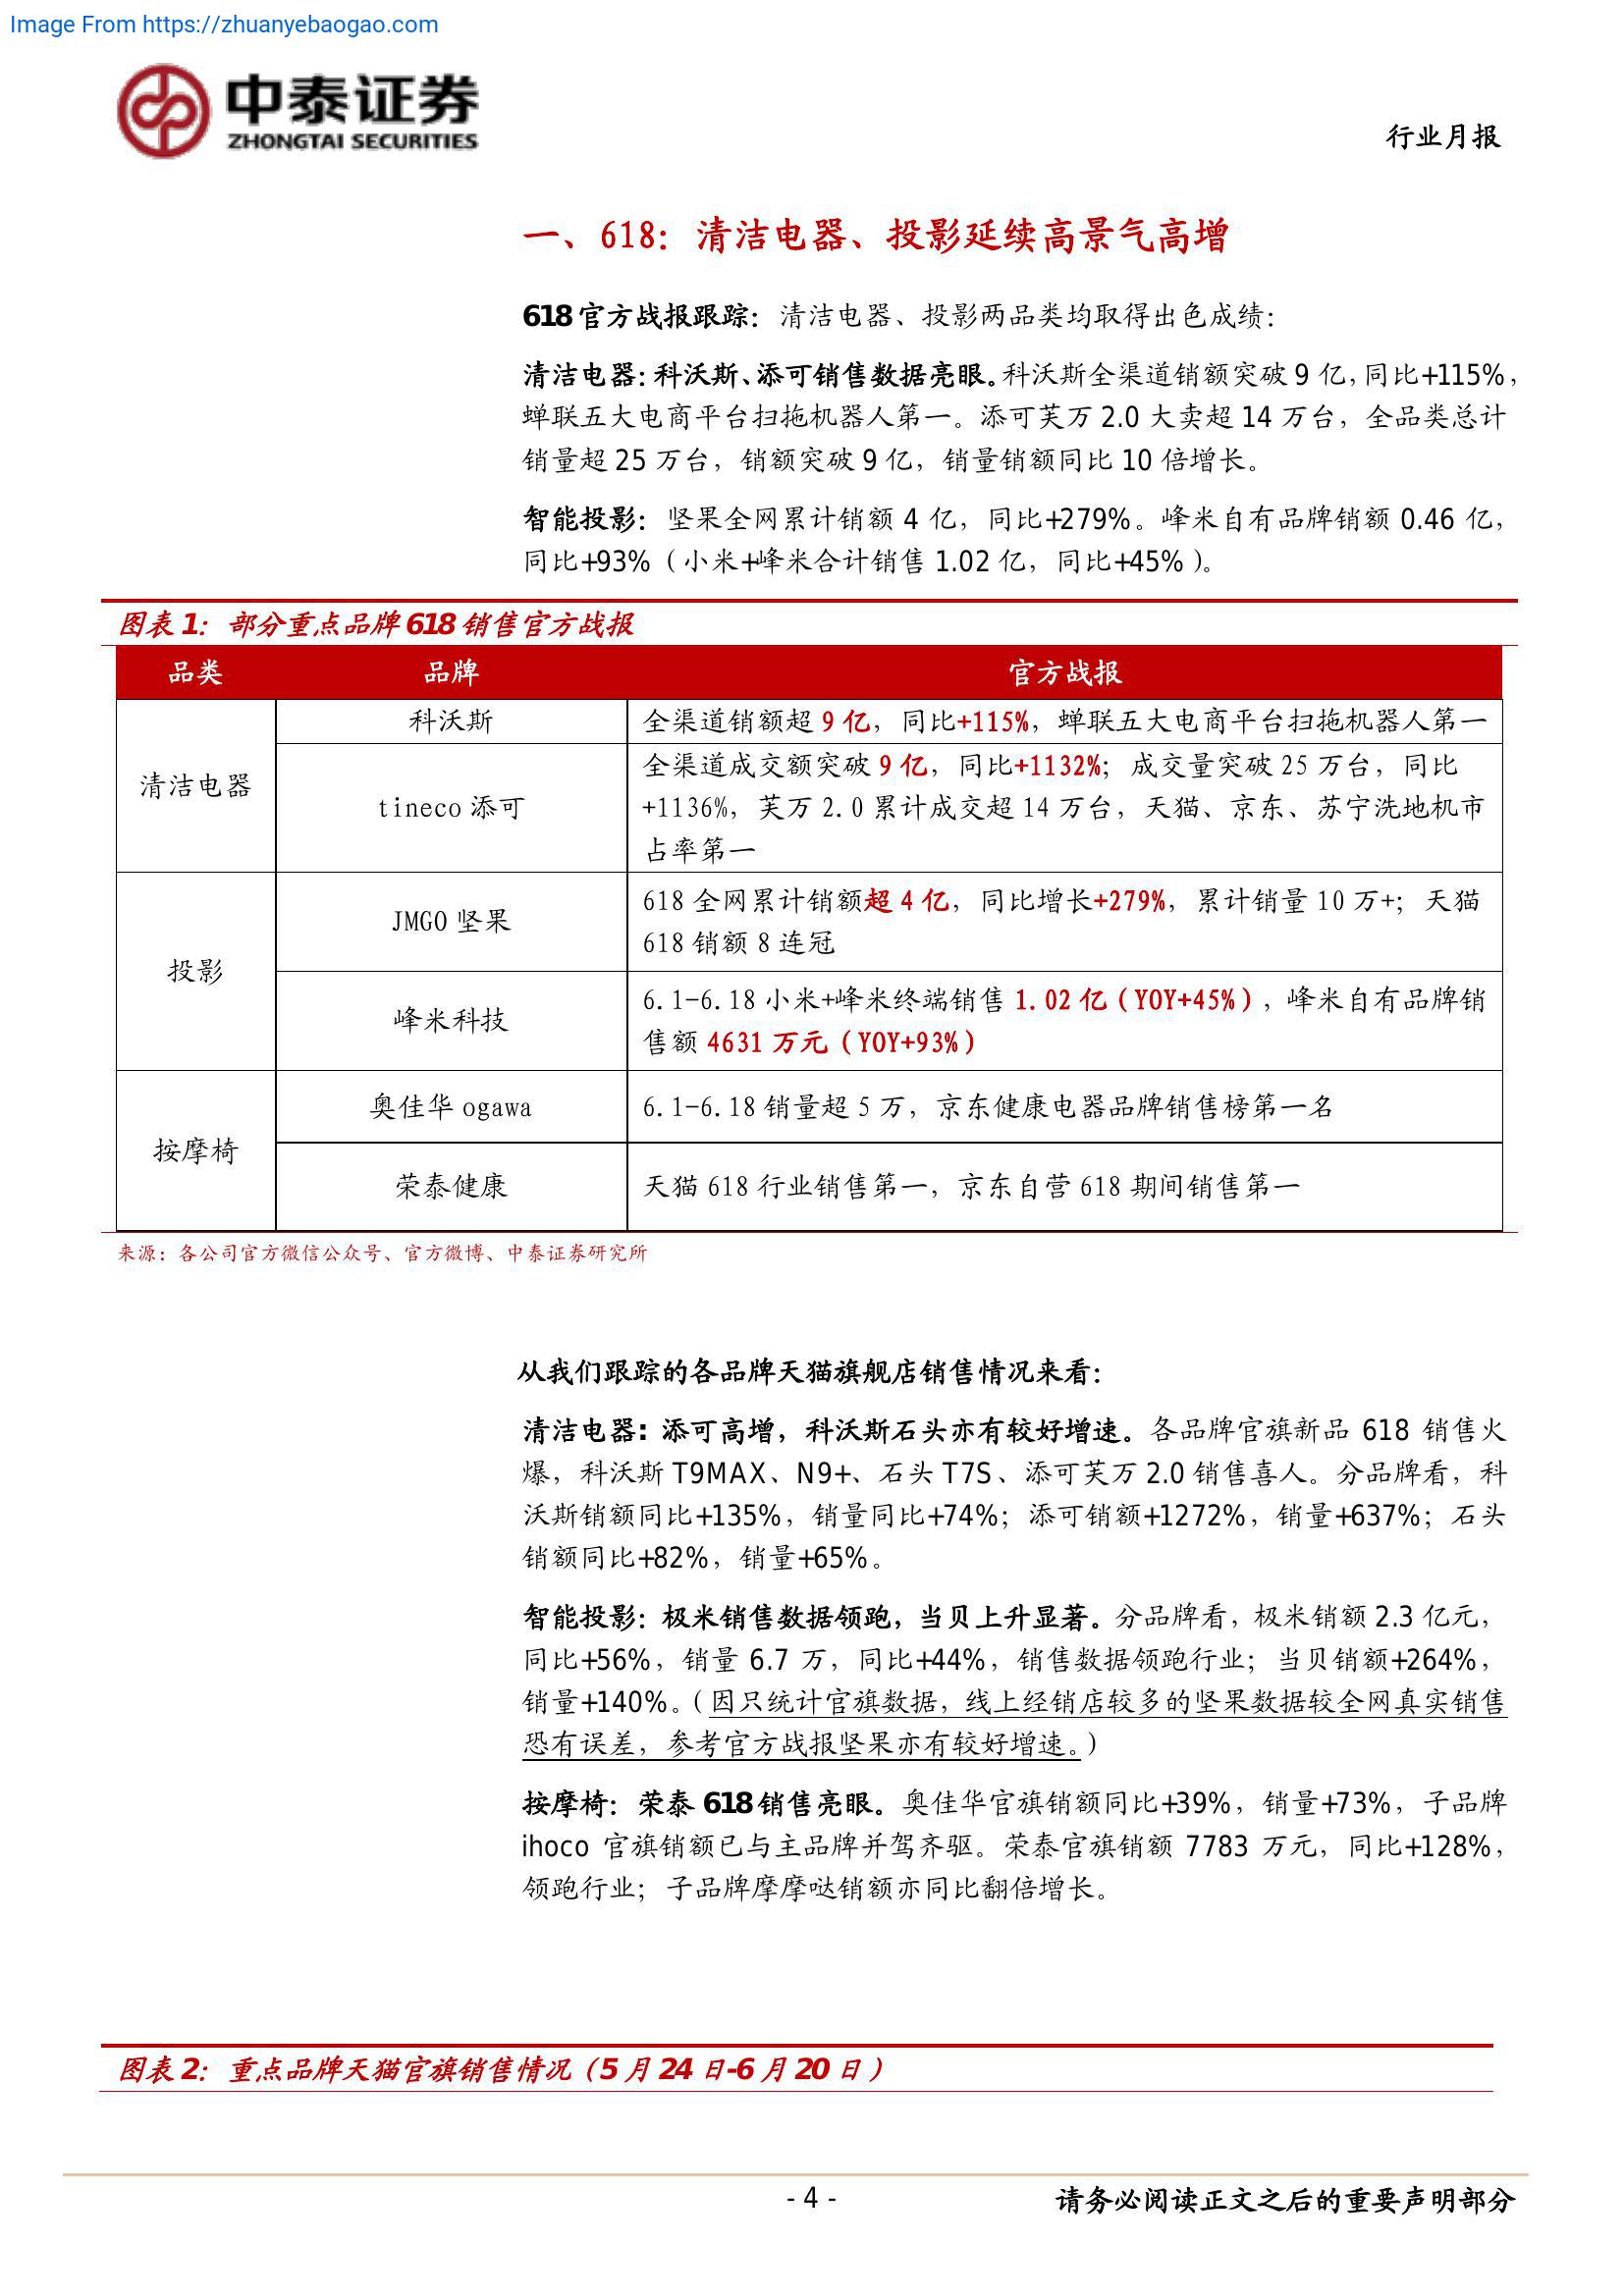 Image From https://zhuanyebaogao.com
中泰证券
ZHONGTAI SECURITIES
行业月报
一、618：清洁电器、投影延续高景气高增
618 官方战报跟踪：清洁电器、投影两品类均取得出色成绩：
清洁电器：科沃斯、添可销售数据亮眼。科沃斯全渠道销额突破 9 亿，同比+115%，
蝉联五大电商平台扫拖机器人第一。添可芙万 2.0 大卖超 14 万台，全品类总计
销量超 25 万台，销额突破 9 亿，销量销额同比 10 倍增长。
智能投影：坚果全网累计销额 4 亿，同比+279%。峰米自有品牌销额 0.46 亿，
同比+93%（小米+峰米合计销售 1.02 亿，同比+45%）。
图表 1：部分重点品牌 618 销售官方战报
品类 品牌 官方战报
清洁电器
科沃斯
全渠道销额超 9 亿，同比+115%，蝉联五大电商平台扫拖机器人第一
tineco 添可
全渠道成交额突破 9 亿，同比+1132%；成交量突破 25 万台，同比
+1136%，芙万 2.0 累计成交超 14 万台，天猫、京东、苏宁洗地机市
占率第一
投影
JMGO 坚果
618 全网累计销额超 4 亿，同比增长+279%，累计销量 10 万+；天猫
618 销额 8 连冠
峰米科技
6.1-6.18 小米+峰米终端销售 1.02 亿（YOY+45%），峰米自有品牌销
售额 4631 万元（YOY+93%）
按摩椅
奥佳华 ogawa
6.1-6.18 销量超 5 万，京东健康电器品牌销售榜第一名
荣泰健康
天猫 618 行业销售第一，京东自营 618 期间销售第一
来源：各公司官方微信公众号、官方微博、中泰证券研究所
从我们跟踪的各品牌天猫旗舰店销售情况来看：
清洁电器：添可高增，科沃斯石头亦有较好增速。各品牌官旗新品 618 销售火
爆，科沃斯 T9MAX、N9+、石头 T7S、添可芙万 2.0 销售喜人。分品牌看，科
沃斯销额同比+135%，销量同比+74%；添可销额+1272%，销量+637%；石头
销额同比+82%，销量+65%。
智能投影：极米销售数据领跑，当贝上升显著。分品牌看，极米销额 2.3 亿元，
同比+56%，销量 6.7 万，同比+44%，销售数据领跑行业；当贝销额+264%，
销量+140%。（因只统计官旗数据，线上经销店较多的坚果数据较全网真实销售
恐有误差，参考官方战报坚果亦有较好增速。）
按摩椅：荣泰 618 销售亮眼。奥佳华官旗销额同比+39%，销量+73%，子品牌
ihoco 官旗销额已与主品牌并驾齐驱。荣泰官旗销额 7783 万元，同比+128%，
领跑行业；子品牌摩摩哒销额亦同比翻倍增长。
图表 2：重点品牌天猫官旗销售情况（5 月 24 日-6 月 20 日）
- 4 -
请务必阅读正文之后的重要声明部分